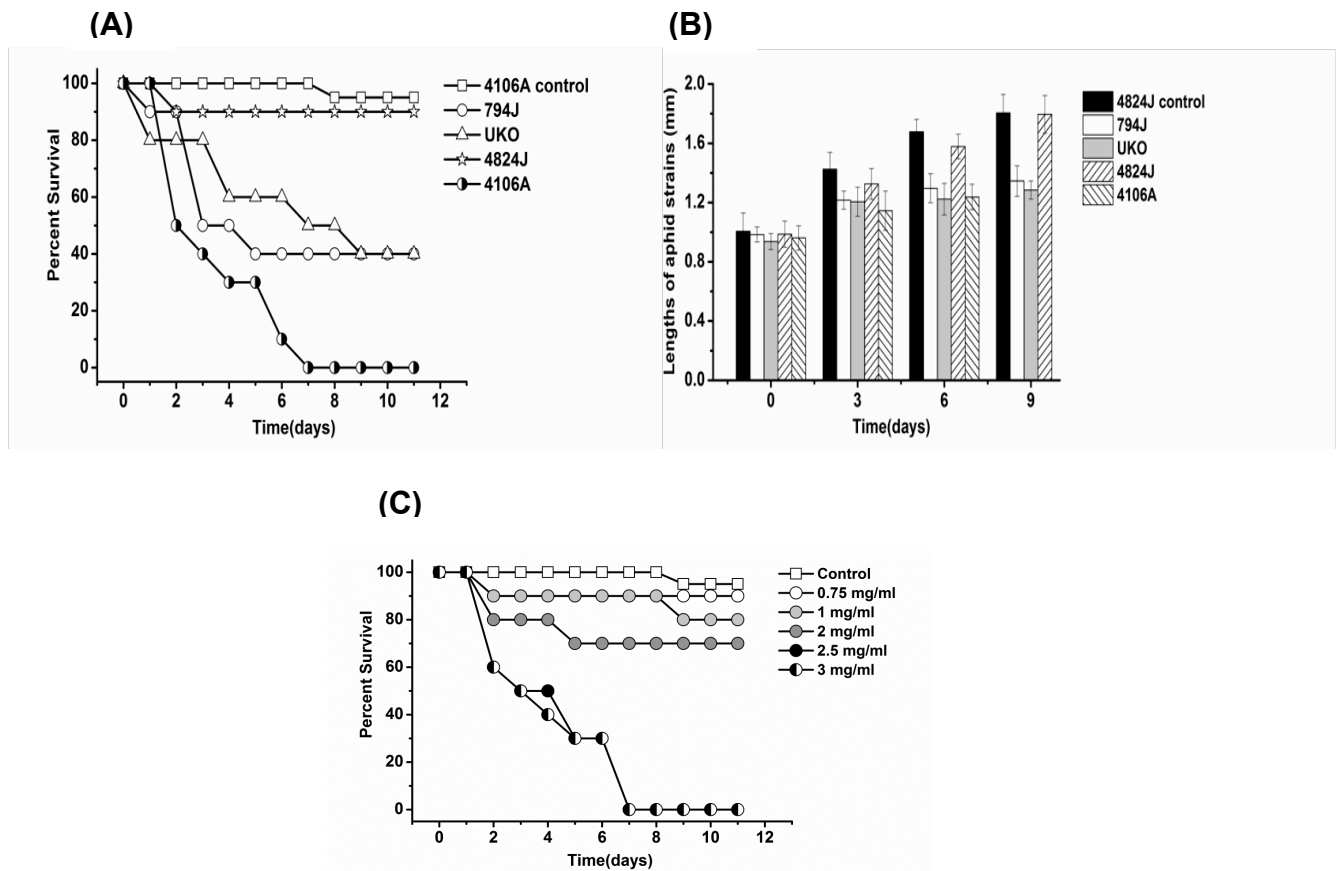 (A)
100
80
60
40
20
0
Percent Survival
0 2 4 6 8 10 12
Time(days)
4106A control
794J
UKO
4824J
4106A
(B)
2.0
1.6
1.2
0.8
0.4
0.0
Lengths of aphid strains (mm)
0 3 6 9
Time(days)
4824J control
794J
UKO
4824J
4106A
(C)
100
80
60
40
20
0
Percent Survival
0 2 4 6 8 10 12
Time(days)
Control
0.75 mg/ml
1 mg/ml
2 mg/ml
2.5 mg/ml
3 mg/ml